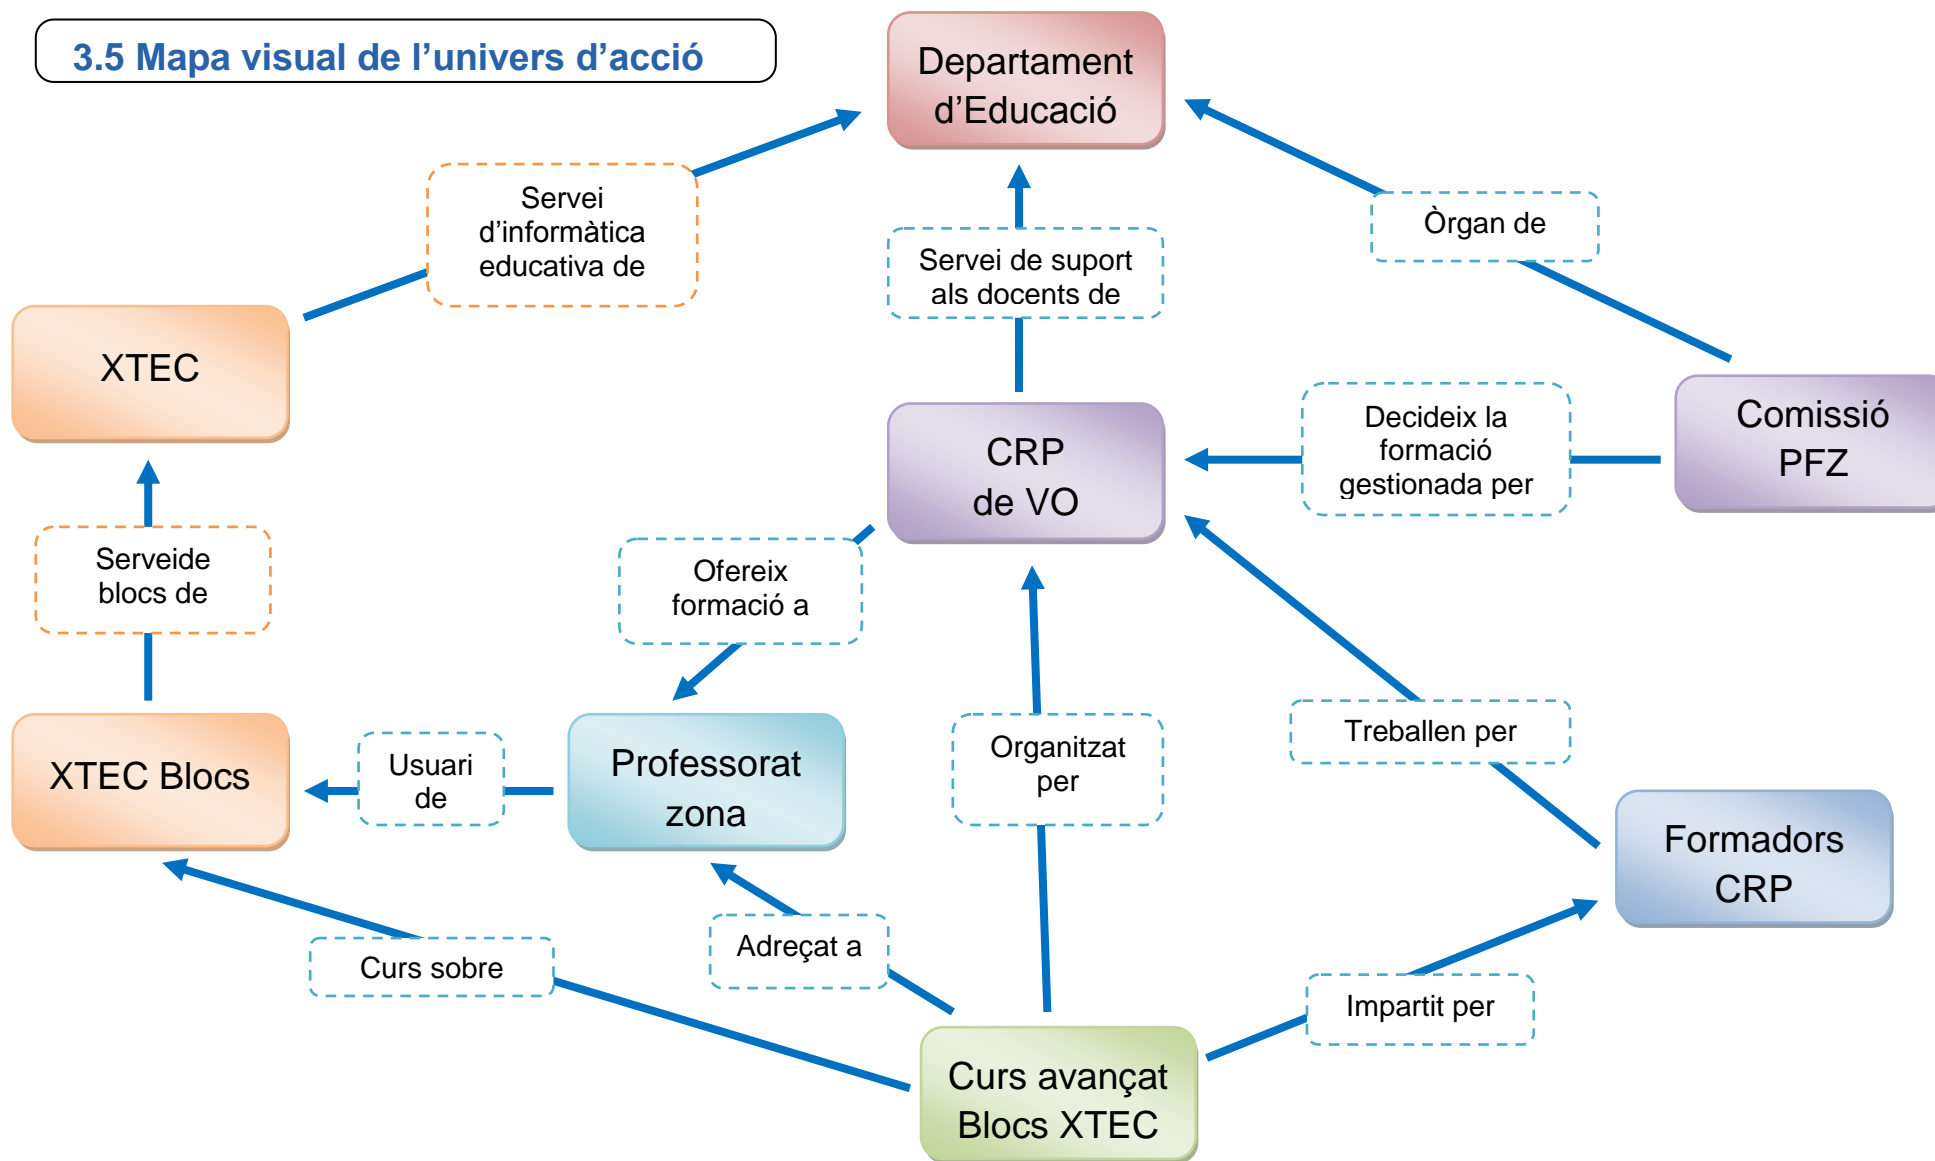 3.5 Mapa visual de l’univers d’acció
Departament
d’Educació
Servei
d’informàtica
educativa de
Òrgan de
Servei de suport
als docents de
XTEC
Comissió
PFZ
Decideix la
formació
gestionada per
CRP
de VO
Serveide
blocs de
Ofereix
formació a
XTEC Blocs
Usuari
de
Professorat
zona
Organitzat
per
Treballen per
Formadors
CRP
Curs sobre
Adreçat a
Impartit per
Curs avançat
Blocs XTEC